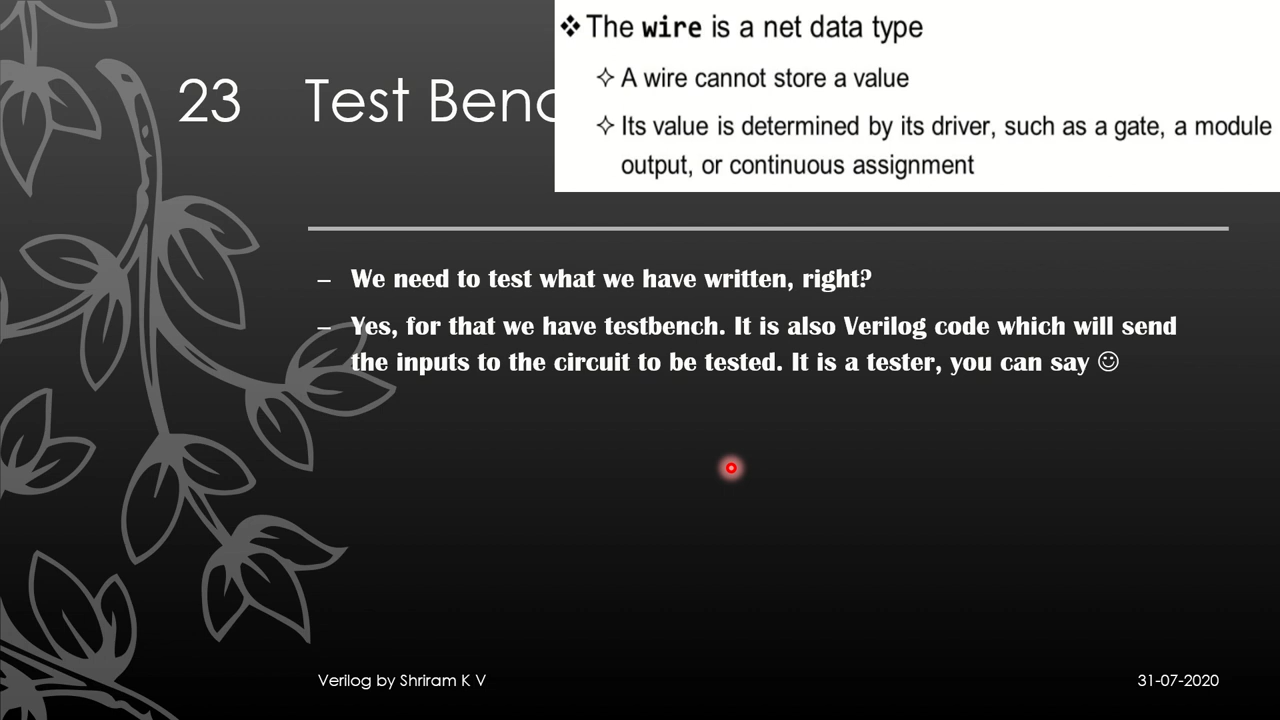 ❖ The wire is a net data type
✧ A wire cannot store a value
✧ Its value is determined by its driver, such as a gate, a module
output, or continuous assignment
23 Test Benc
– We need to test what we have written, right?
– Yes, for that we have testbench. It is also Verilog code which will send
the inputs to the circuit to be tested. It is a tester, you can say ☺
Verilog by Shriram K V
31-07-2020